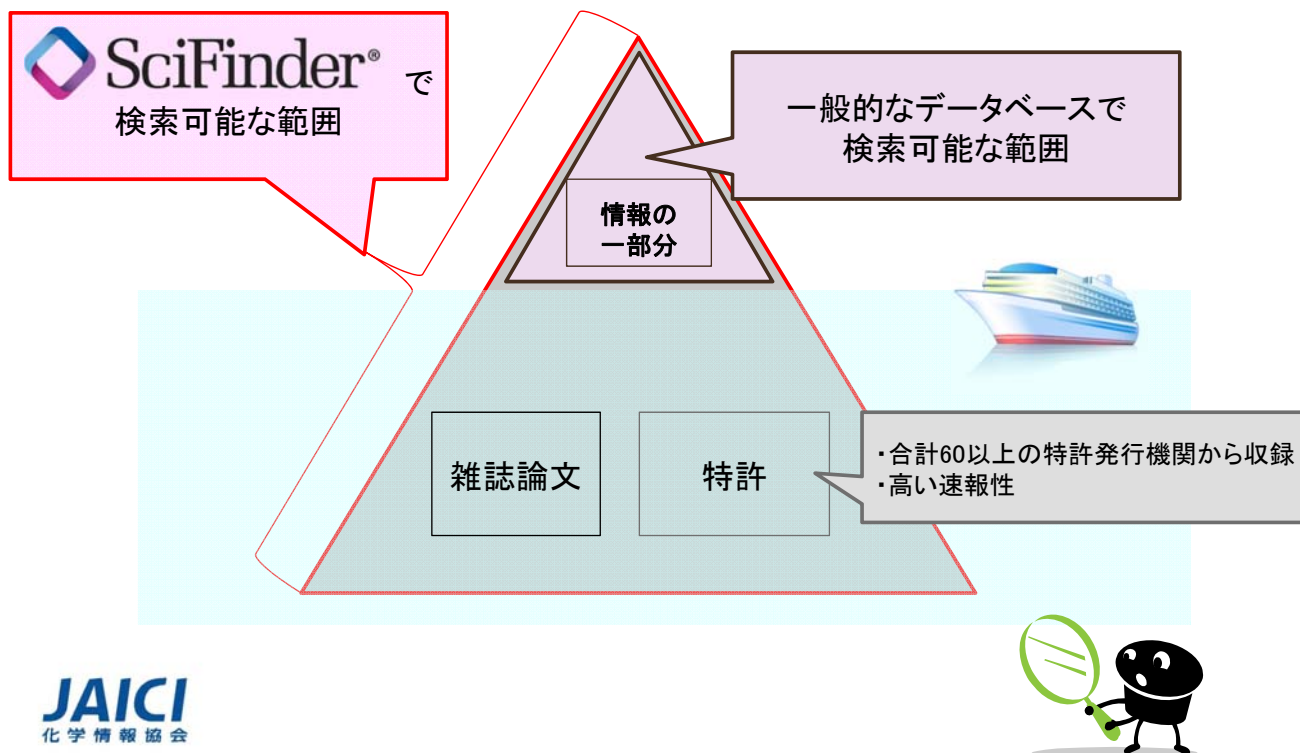 SciFinder® で
検索可能な範囲
一般的なデータベースで
検索可能な範囲
情報の
一部分
雑誌論文
特許
・合計60以上の特許発行機関から収録
・高い速報性
JAICI
化学情報協会